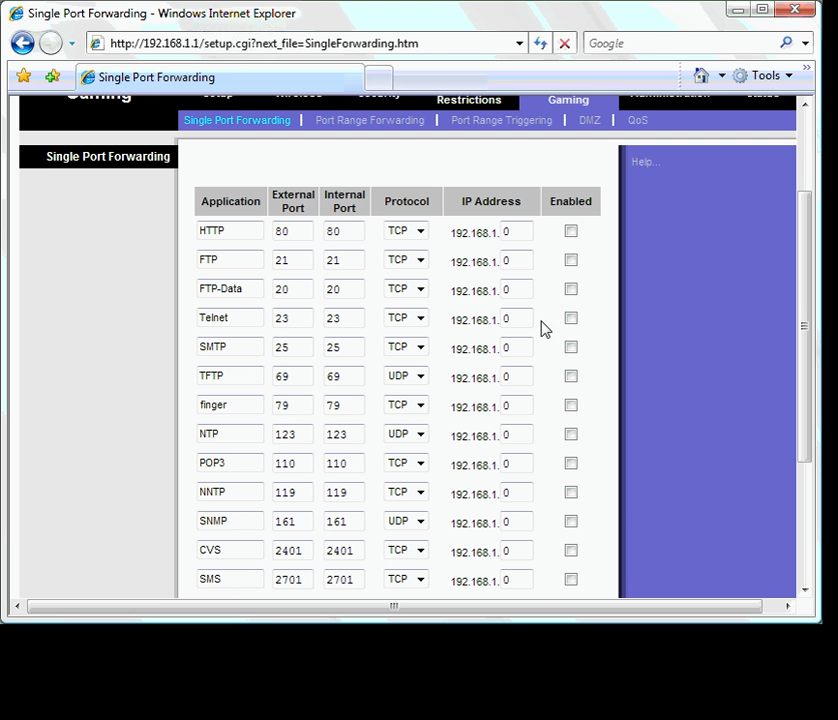 Single Port Forwarding - Windows Internet Explorer
http://192.168.1.1/setup.cgi?next_file=SingleForwarding.htm
Google
Single Port Forwarding
Tools
Gaming
Restrictions
Gaming
Single Port Forwarding | Port Range Forwarding | Port Range Triggering | DMZ | QoS
Single Port Forwarding
Help...
Application External Port Internal Port Protocol IP Address Enabled
HTTP 80 80 TCP 192.168.1. 0
FTP 21 21 TCP 192.168.1. 0
FTP-Data 20 20 TCP 192.168.1. 0
Telnet 23 23 TCP 192.168.1. 0
SMTP 25 25 TCP 192.168.1. 0
TFTP 69 69 UDP 192.168.1. 0
finger 79 79 TCP 192.168.1. 0
NTP 123 123 UDP 192.168.1. 0
POP3 110 110 TCP 192.168.1. 0
NNTP 119 119 TCP 192.168.1. 0
SNMP 161 161 UDP 192.168.1. 0
CVS 2401 2401 TCP 192.168.1. 0
SMS 2701 2701 TCP 192.168.1. 0